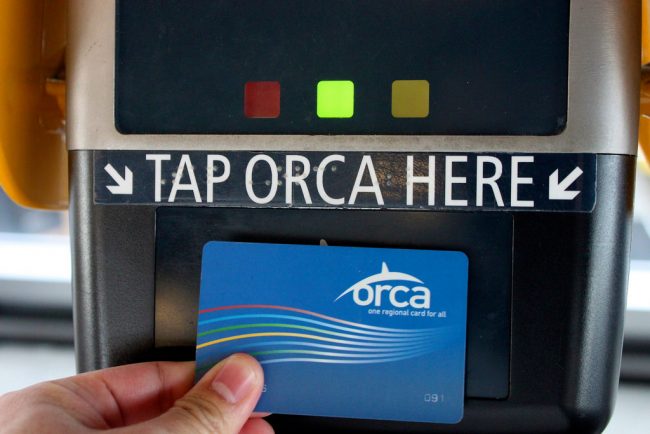 TAP ORCA HERE
orca
one regional card for all
091